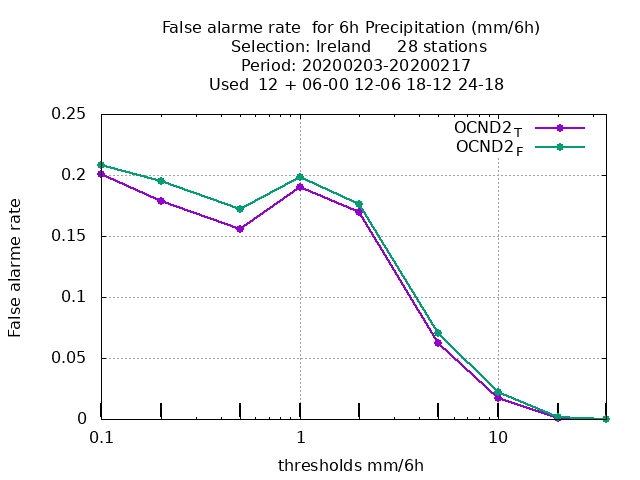 False alarme rate  for 6h Precipitation (mm/6h)
Selection: Ireland     28 stations
Period: 20200203-20200217
Used  12 + 06-00 12-06 18-12 24-18
OCND2T
OCND2F
0.25
0.2
0.15
0.1
0.05
0
False alarme rate
0.1 1 10
thresholds mm/6h